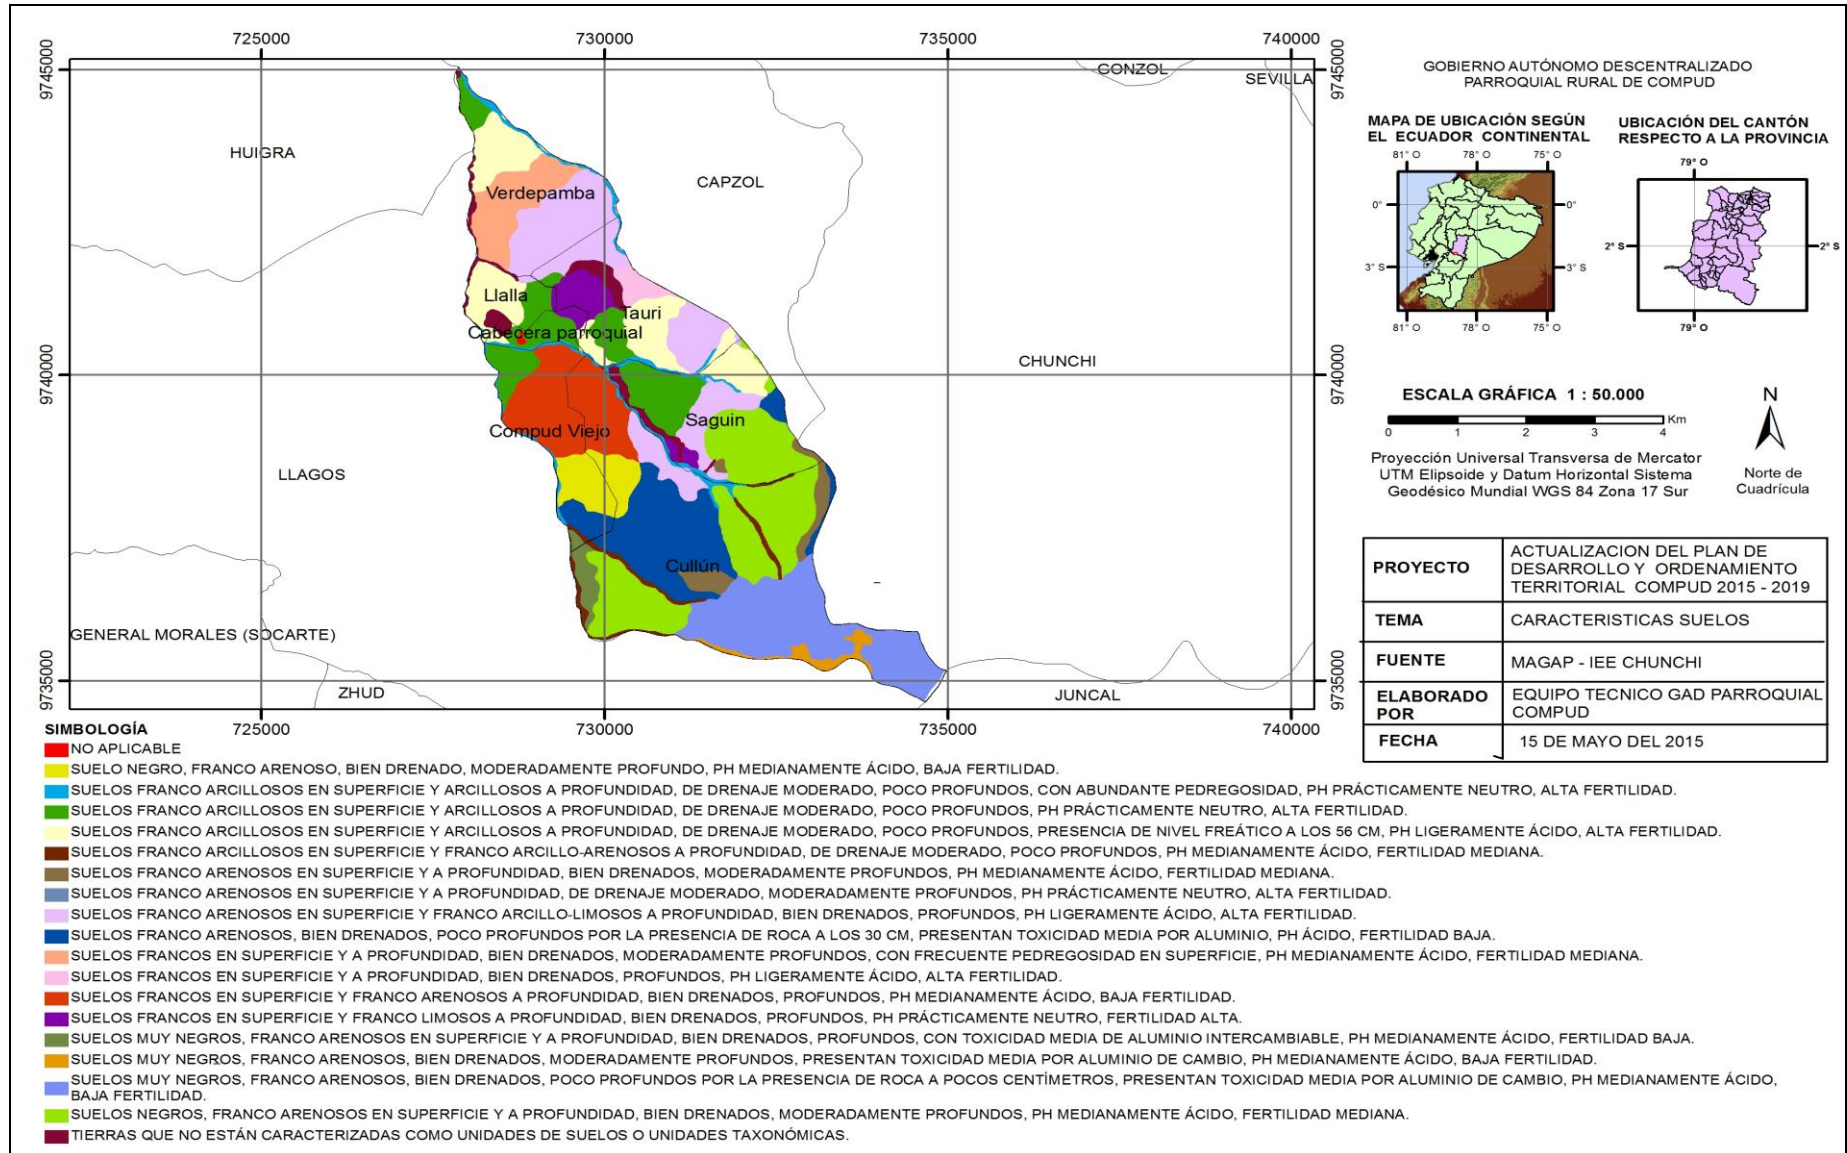 725000
730000
735000
740000
9745000
9745000
CONZOL
SEVILLA
HUIGRA
CAPZOL
Verdepamba
Llalla
Tauri
Cabecera parroquial
9740000
9740000
CHUNCHI
Saguin
Compud Viejo
LLAGOS
Cullún
GENERAL MORALES (SOCARTE)
9735000
9735000
ZHUD
JUNCAL
725000
730000
735000
740000
GOBIERNO AUTÓNOMO DESCENTRALIZADO
PARROQUIAL RURAL DE COMPUD
MAPA DE UBICACIÓN SEGÚN
EL ECUADOR CONTINENTAL
81° O
78° O
75° O
0°
0°
3° S
3° S
81° O
78° O
75° O
UBICACIÓN DEL CANTÓN
RESPECTO A LA PROVINCIA
79° O
2° S
2° S
79° O
ESCALA GRÁFICA 1 : 50.000
Km
0 1 2 3 4
Proyección Universal Transversa de Mercator
UTM Elipsoide y Datum Horizontal Sistema
Geodésico Mundial WGS 84 Zona 17 Sur
N
Norte de
Cuadrícula
PROYECTO
ACTUALIZACION DEL PLAN DE
DESARROLLO Y ORDENAMIENTO
TERRITORIAL COMPUD 2015 - 2019
TEMA
CARACTERISTICAS SUELOS
FUENTE
MAGAP - IEE CHUNCHI
ELABORADO
POR
EQUIPO TECNICO GAD PARROQUIAL
COMPUD
FECHA
15 DE MAYO DEL 2015
SIMBOLOGÍA
NO APLICABLE
SUELO NEGRO, FRANCO ARENOSO, BIEN DRENADO, MODERADAMENTE PROFUNDO, PH MEDIANAMENTE ÁCIDO, BAJA FERTILIDAD.
SUELOS FRANCO ARCILLOSOS EN SUPERFICIE Y ARCILLOSOS A PROFUNDIDAD, DE DRENAJE MODERADO, POCO PROFUNDOS, CON ABUNDANTE PEDREGOSIDAD, PH PRÁCTICAMENTE NEUTRO, ALTA FERTILIDAD.
SUELOS FRANCO ARCILLOSOS EN SUPERFICIE Y ARCILLOSOS A PROFUNDIDAD, DE DRENAJE MODERADO, POCO PROFUNDOS, PH PRÁCTICAMENTE NEUTRO, ALTA FERTILIDAD.
SUELOS FRANCO ARCILLOSOS EN SUPERFICIE Y ARCILLOSOS A PROFUNDIDAD, DE DRENAJE MODERADO, POCO PROFUNDOS, PRESENCIA DE NIVEL FREÁTICO A LOS 56 CM, PH LIGERAMENTE ÁCIDO, ALTA FERTILIDAD.
SUELOS FRANCO ARCILLOSOS EN SUPERFICIE Y FRANCO ARCILLO-ARENOSOS A PROFUNDIDAD, DE DRENAJE MODERADO, POCO PROFUNDOS, PH MEDIANAMENTE ÁCIDO, FERTILIDAD MEDIANA.
SUELOS FRANCO ARENOSOS EN SUPERFICIE Y A PROFUNDIDAD, BIEN DRENADOS, MODERADAMENTE PROFUNDOS, PH MEDIANAMENTE ÁCIDO, FERTILIDAD MEDIANA.
SUELOS FRANCO ARENOSOS EN SUPERFICIE Y A PROFUNDIDAD, DE DRENAJE MODERADO, MODERADAMENTE PROFUNDOS, PH PRÁCTICAMENTE NEUTRO, ALTA FERTILIDAD.
SUELOS FRANCO ARENOSOS EN SUPERFICIE Y FRANCO ARCILLO-LIMOSOS A PROFUNDIDAD, BIEN DRENADOS, PROFUNDOS, PH LIGERAMENTE ÁCIDO, ALTA FERTILIDAD.
SUELOS FRANCO ARENOSOS, BIEN DRENADOS, POCO PROFUNDOS POR LA PRESENCIA DE ROCA A LOS 30 CM, PRESENTAN TOXICIDAD MEDIA POR ALUMINIO, PH ÁCIDO, FERTILIDAD BAJA.
SUELOS FRANCOS EN SUPERFICIE Y A PROFUNDIDAD, BIEN DRENADOS, MODERADAMENTE PROFUNDOS, CON FRECUENTE PEDREGOSIDAD EN SUPERFICIE, PH MEDIANAMENTE ÁCIDO, FERTILIDAD MEDIANA.
SUELOS FRANCOS EN SUPERFICIE Y A PROFUNDIDAD, BIEN DRENADOS, PROFUNDOS, PH LIGERAMENTE ÁCIDO, ALTA FERTILIDAD.
SUELOS FRANCOS EN SUPERFICIE Y FRANCO ARENOSOS A PROFUNDIDAD, BIEN DRENADOS, PROFUNDOS, PH MEDIANAMENTE ÁCIDO, BAJA FERTILIDAD.
SUELOS FRANCOS EN SUPERFICIE Y FRANCO LIMOSOS A PROFUNDIDAD, BIEN DRENADOS, PROFUNDOS, PH PRÁCTICAMENTE NEUTRO, FERTILIDAD ALTA.
SUELOS MUY NEGROS, FRANCO ARENOSOS EN SUPERFICIE Y A PROFUNDIDAD, BIEN DRENADOS, PROFUNDOS, CON TOXICIDAD MEDIA DE ALUMINIO INTERCAMBIABLE, PH MEDIANAMENTE ÁCIDO, FERTILIDAD BAJA.
SUELOS MUY NEGROS, FRANCO ARENOSOS, BIEN DRENADOS, MODERADAMENTE PROFUNDOS, PRESENTAN TOXICIDAD MEDIA POR ALUMINIO DE CAMBIO, PH MEDIANAMENTE ÁCIDO, BAJA FERTILIDAD.
SUELOS MUY NEGROS, FRANCO ARENOSOS, BIEN DRENADOS, POCO PROFUNDOS POR LA PRESENCIA DE ROCA A POCOS CENTÍMETROS, PRESENTAN TOXICIDAD MEDIA POR ALUMINIO DE CAMBIO, PH MEDIANAMENTE ÁCIDO,
BAJA FERTILIDAD.
SUELOS NEGROS, FRANCO ARENOSOS EN SUPERFICIE Y A PROFUNDIDAD, BIEN DRENADOS, MODERADAMENTE PROFUNDOS, PH MEDIANAMENTE ÁCIDO, FERTILIDAD MEDIANA.
TIERRAS QUE NO ESTÁN CARACTERIZADAS COMO UNIDADES DE SUELOS O UNIDADES TAXONÓMICAS.